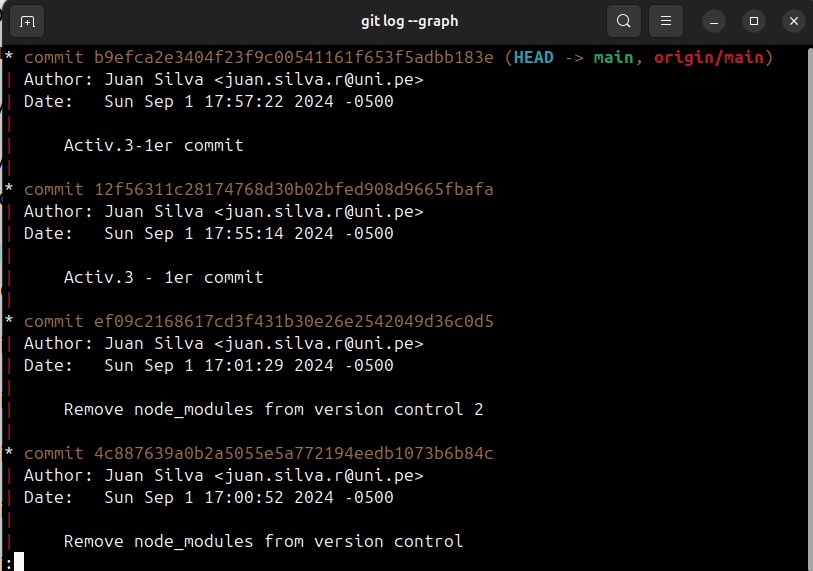 git log --graph
* commit b9efca2e3404f23f9c00541161f653f5adbb183e (HEAD -> main, origin/main)
| Author: Juan Silva <juan.silva.r@uni.pe>
| Date:   Sun Sep 1 17:57:22 2024 -0500
|
|     Activ.3-1er commit
|
* commit 12f56311c28174768d30b02bfed908d9665fbafa
| Author: Juan Silva <juan.silva.r@uni.pe>
| Date:   Sun Sep 1 17:55:14 2024 -0500
|
|     Activ.3 - 1er commit
|
* commit ef09c2168617cd3f431b30e26e2542049d36c0d5
| Author: Juan Silva <juan.silva.r@uni.pe>
| Date:   Sun Sep 1 17:01:29 2024 -0500
|
|     Remove node_modules from version control 2
|
* commit 4c887639a0b2a5055e5a772194eedb1073b6b84c
| Author: Juan Silva <juan.silva.r@uni.pe>
| Date:   Sun Sep 1 17:00:52 2024 -0500
|
|     Remove node_modules from version control
: